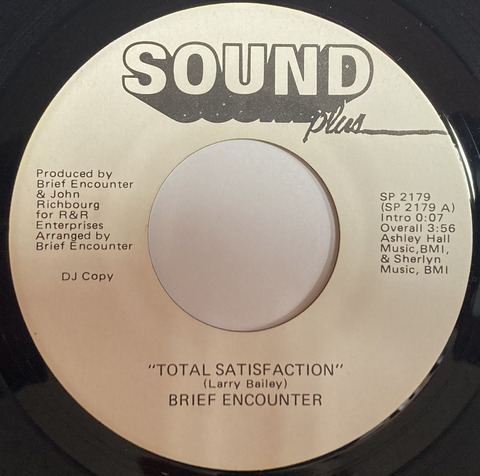 SOUND
plus
Produced by
Brief Encounter
& John
Richbourg
for R&R
Enterprises
Arranged by
Brief Encounter
DJ Copy
SP 2179
(SP 2179 A)
Intro 0:07
Overall 3:56
Ashley Hall
Music,BMI,
& Sherlyn
Music, BMI
"TOTAL SATISFACTION"
(Larry Bailey)
BRIEF ENCOUNTER